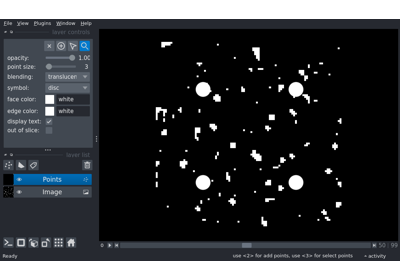 File View Plugins Window Help
layer controls
opacity: 1.00
point size: 3
blending: translucen
symbol: disc
face color: white
edge color: white
display text:
out of slice:
layer list
Points
Image
0 50 99
Ready use <2> for add points, use <3> for select points activity